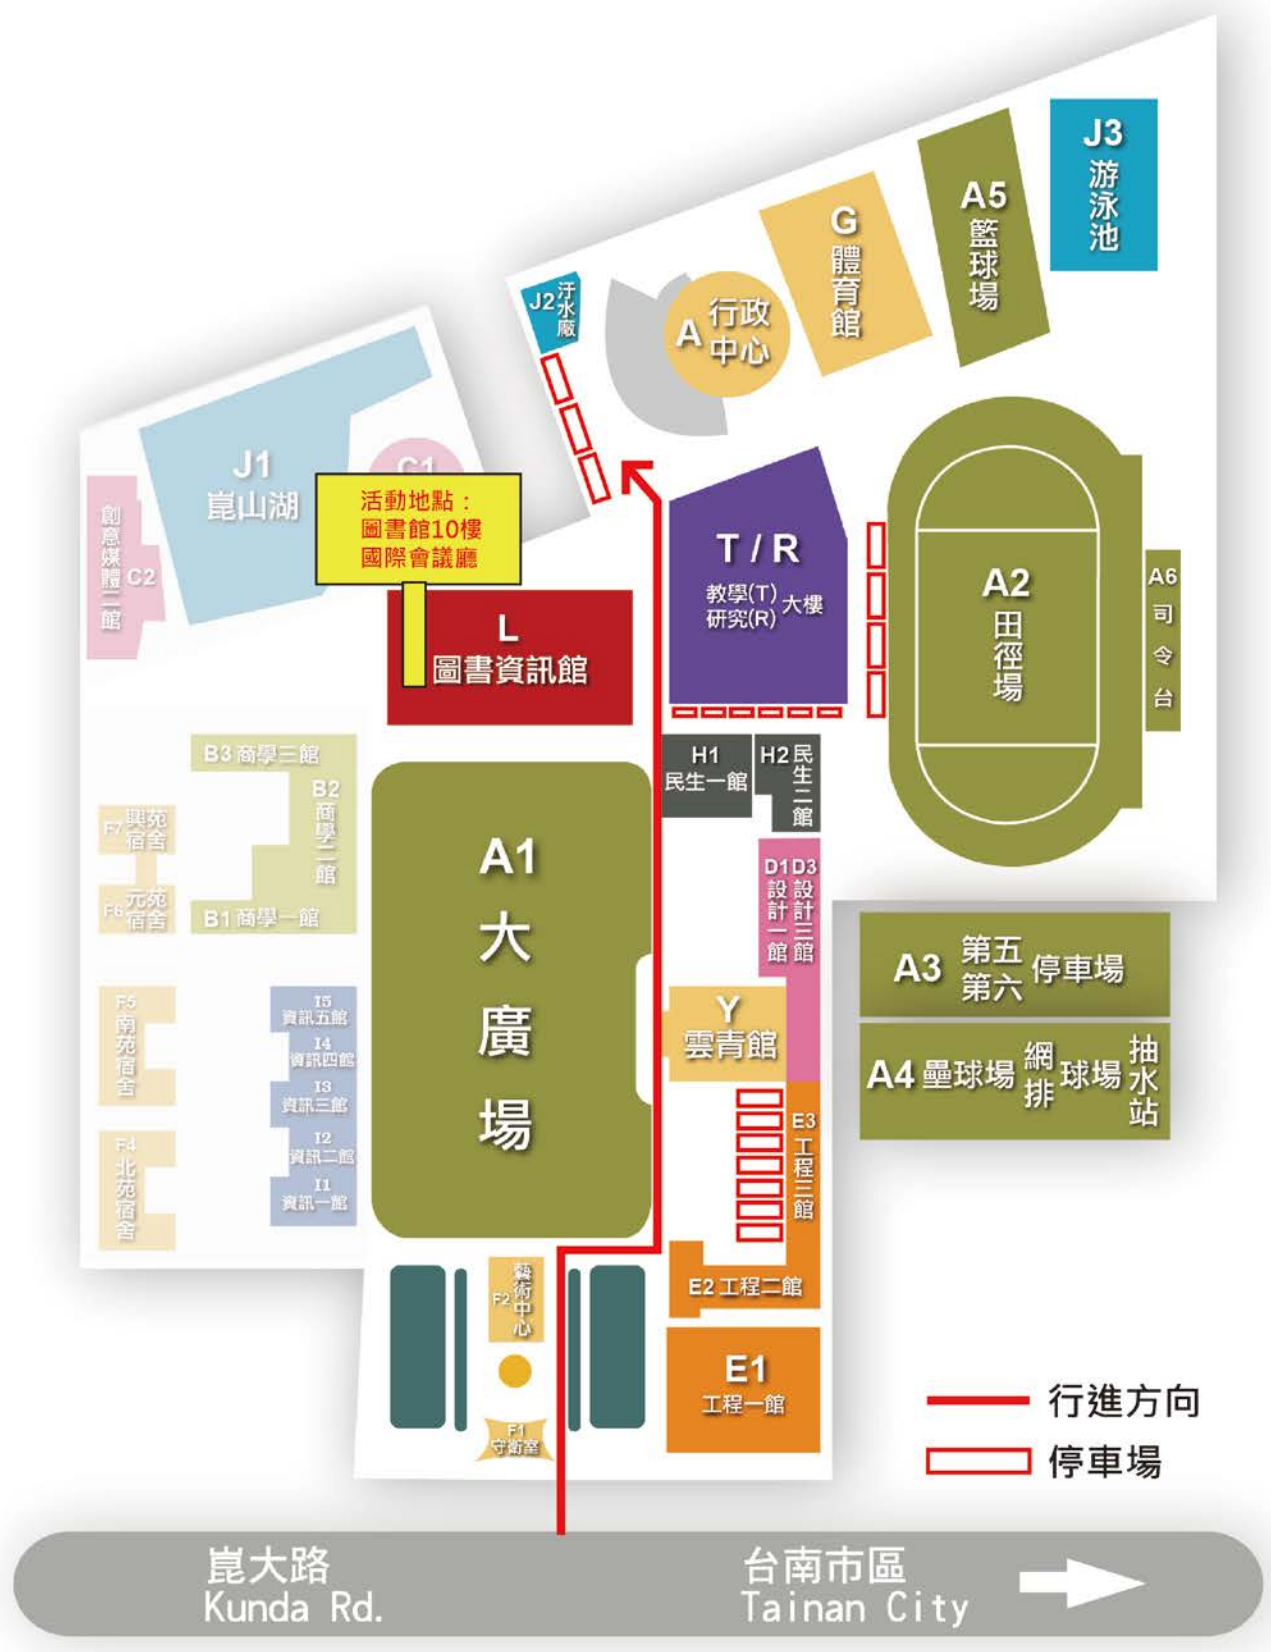 J3
游泳池
A5
籃球場
G
體育館
J2 汙水廠
A 行政
中心
J1
崑山湖
C1
活動地點：
圖書館10樓
國際會議廳
創意媒體二館
C2
L
圖書資訊館
T / R
教學(T)
研究(R)
大樓
A2
田徑場
A6
司令台
B3 商學三館
B2
商學二館
B1 商學一館
H1
民生一館
H2 民生二館
F7 興苑
宿舍
F6 元苑
宿舍
A1
大廣場
D1
設計一館
D3
設計三館
A3 第五
第六 停車場
Y
雲青館
A4 壘球場 網
排 球場 抽水站
F5
南苑宿舍
I5
資訊五館
I4
資訊四館
I3
資訊三館
I2
資訊二館
I1
資訊一館
F4
北苑宿舍
E3
工程三館
E2 工程二館
F2 藝術中心
E1
工程一館
F1
守衛室
行進方向
停車場
崑大路
Kunda Rd.
台南市區
Tainan City